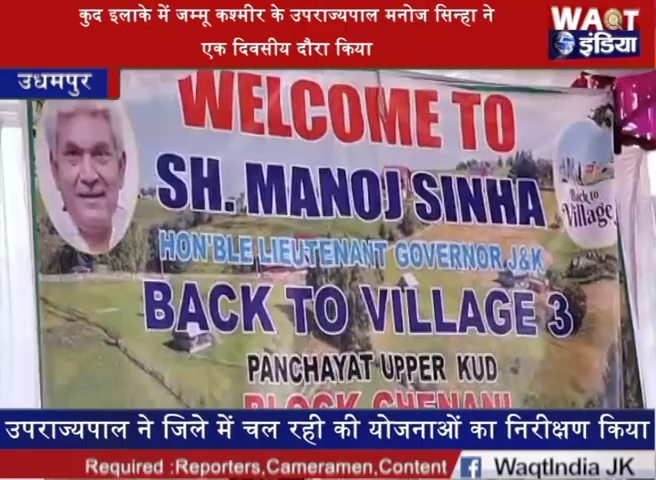 कुद इलाके में जम्मू कश्मीर के उपराज्यपाल मनोज सिन्हा ने
एक दिवसीय दौरा किया
WAQT
इंडिया
उधमपुर
WELCOME TO
SH. MANOJ SINHA
HON'BLE LIEUTENANT GOVERNOR J&K
Back to
Village
BACK TO VILLAGE 3
PANCHAYAT UPPER KUD
BLOCK CHENANI
उपराज्यपाल ने जिले में चल रही की योजनाओं का निरीक्षण किया
Required :Reporters,Cameramen,Content
WaqtIndia JK